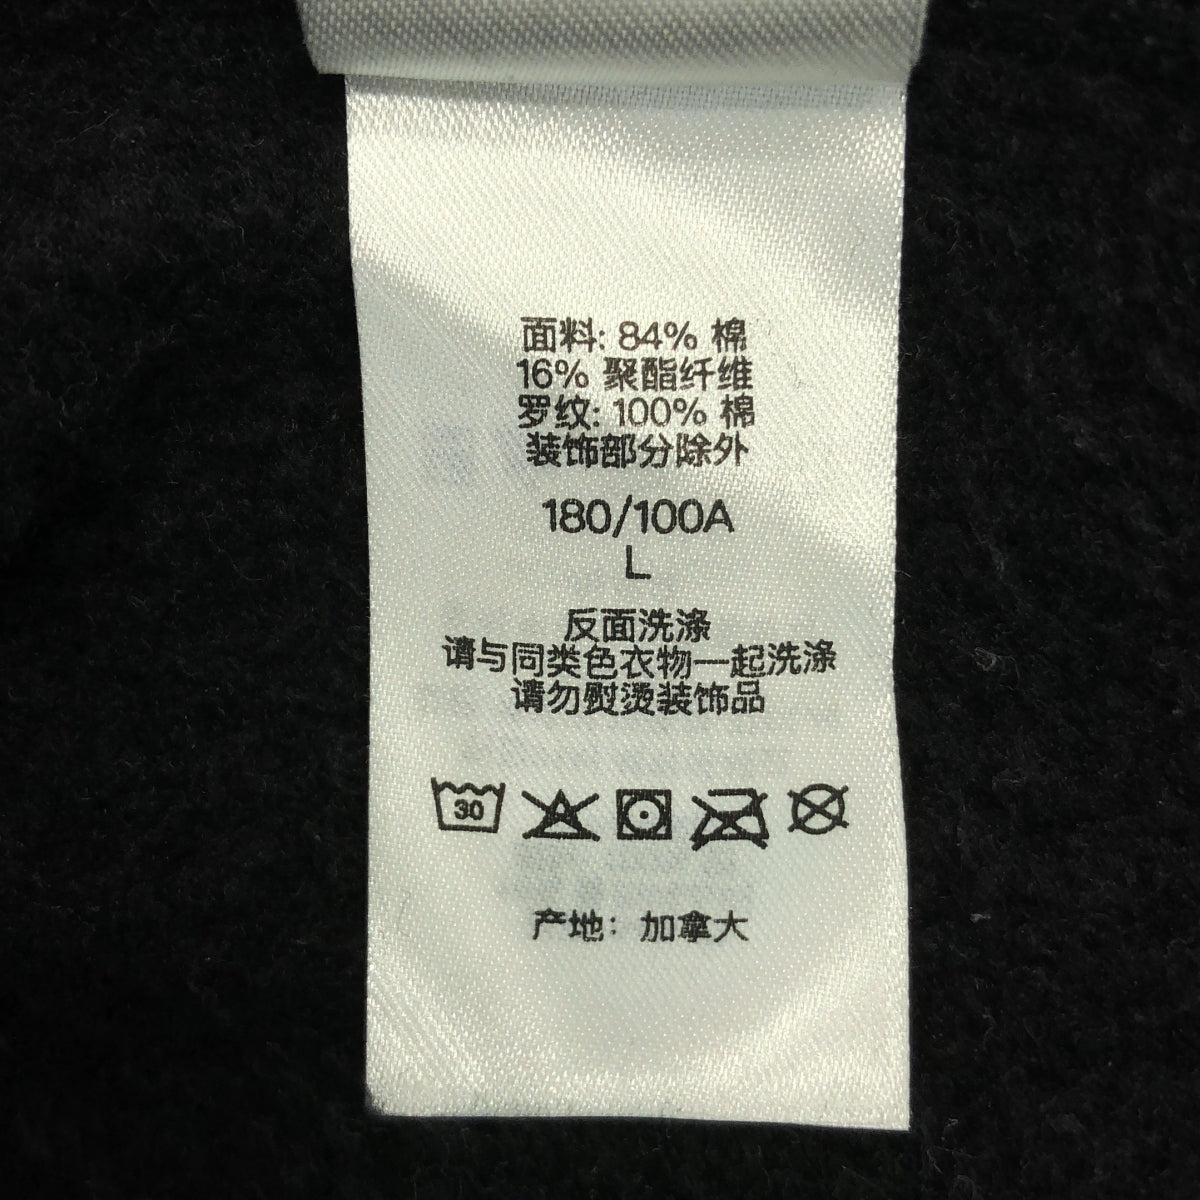 面料: 84% 棉
16% 聚酯纤维
罗纹: 100% 棉
装饰部分除外
180/100A
L
反面洗涤
请与同类色衣物一起洗涤
请勿熨烫装饰品
30
产地: 加拿大